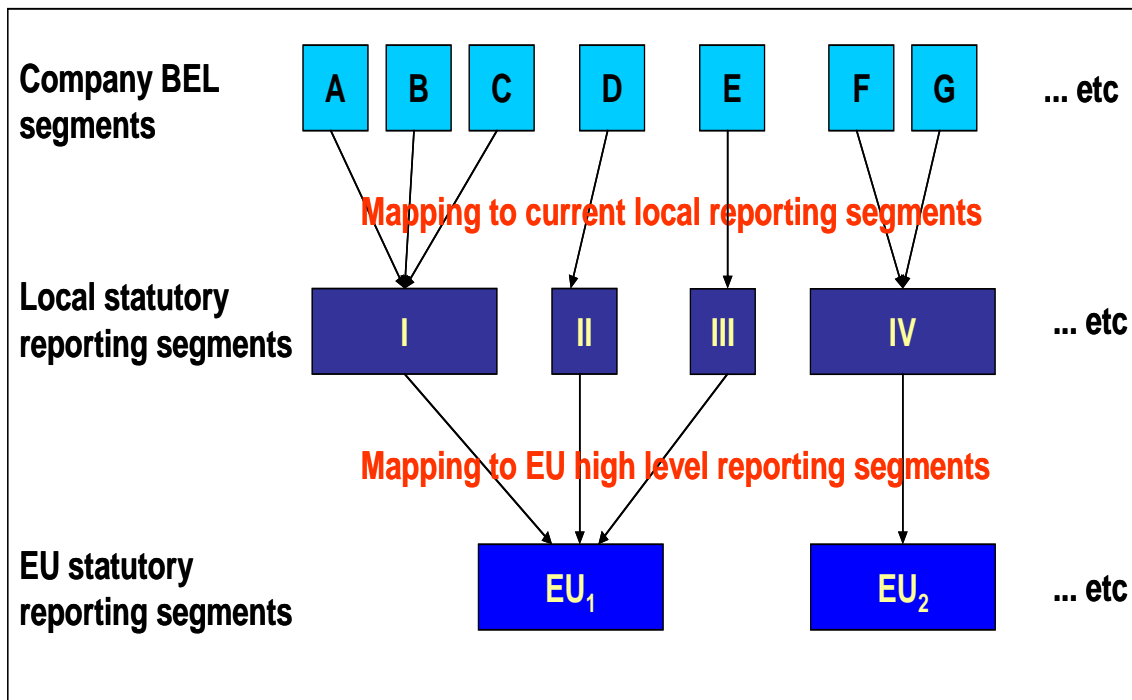 Company BEL
segments
A B C D E F G ... etc
Mapping to current local reporting segments
Local statutory
reporting segments
I II III IV ... etc
Mapping to EU high level reporting segments
EU statutory
reporting segments
EU₁ EU₂ ... etc